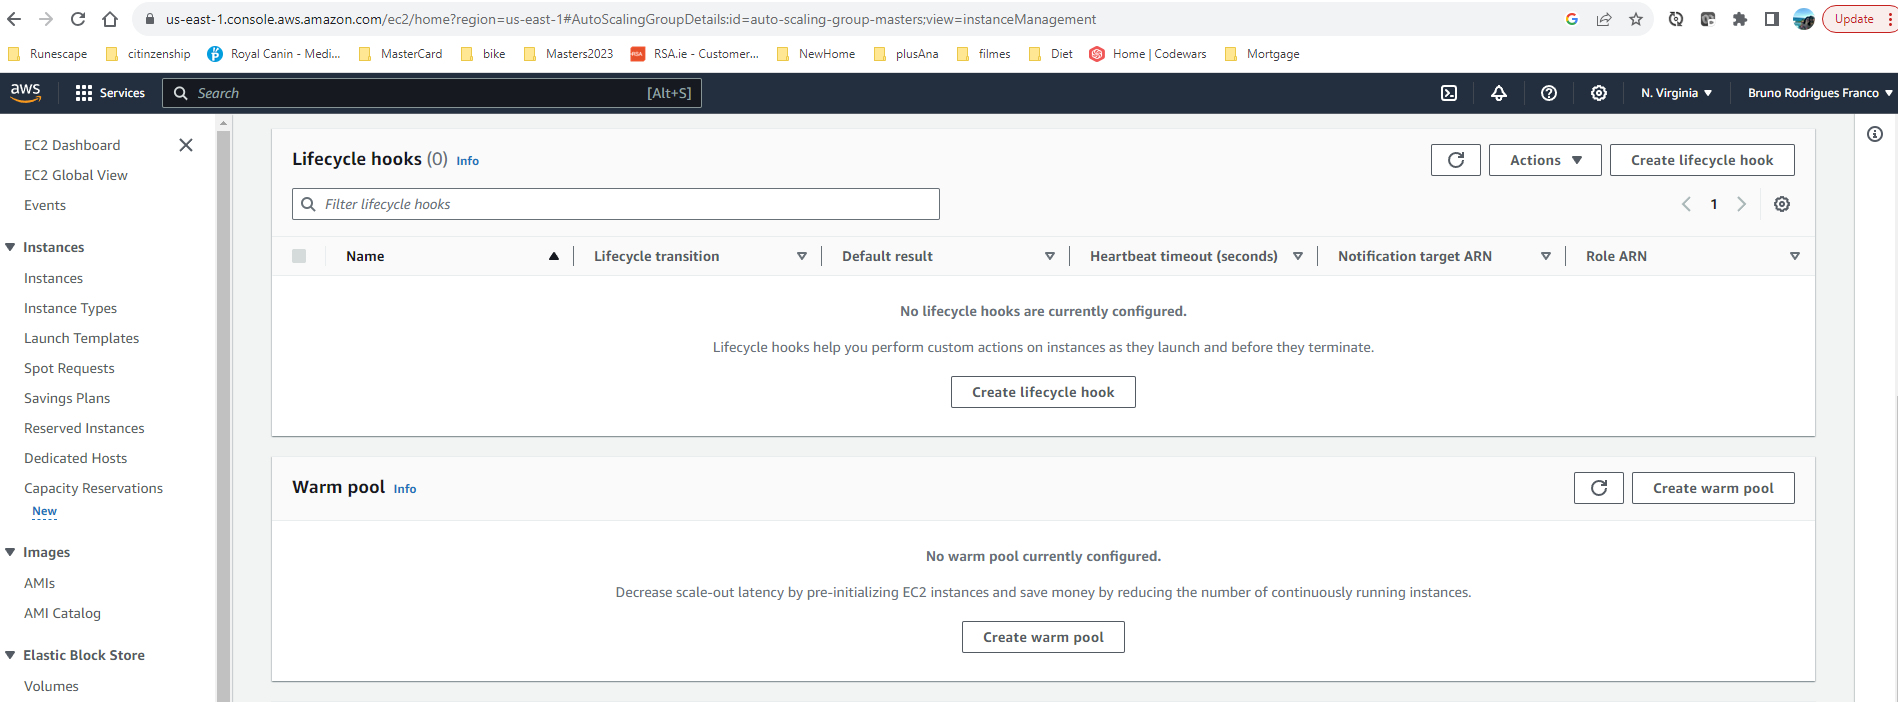 us-east-1.console.aws.amazon.com/ec2/home?region=us-east-1#AutoScalingGroupDetails:id=auto-scaling-group-masters;view=instanceManagement
Update
Runescape citinzenship Royal Canin - Medi... MasterCard bike Masters2023 RSA RSA.ie - Customer... NewHome plusAna filmes Diet Home | Codewars Mortgage
aws Services Search [Alt+S] N. Virginia Bruno Rodrigues Franco
EC2 Dashboard
EC2 Global View
Events
Instances
Instances
Instance Types
Launch Templates
Spot Requests
Savings Plans
Reserved Instances
Dedicated Hosts
Capacity Reservations
New
Images
AMIs
AMI Catalog
Elastic Block Store
Volumes
Lifecycle hooks (0) Info
Actions Create lifecycle hook
Filter lifecycle hooks
1
Name Lifecycle transition Default result Heartbeat timeout (seconds) Notification target ARN Role ARN
No lifecycle hooks are currently configured.
Lifecycle hooks help you perform custom actions on instances as they launch and before they terminate.
Create lifecycle hook
Warm pool Info
Create warm pool
No warm pool currently configured.
Decrease scale-out latency by pre-initializing EC2 instances and save money by reducing the number of continuously running instances.
Create warm pool